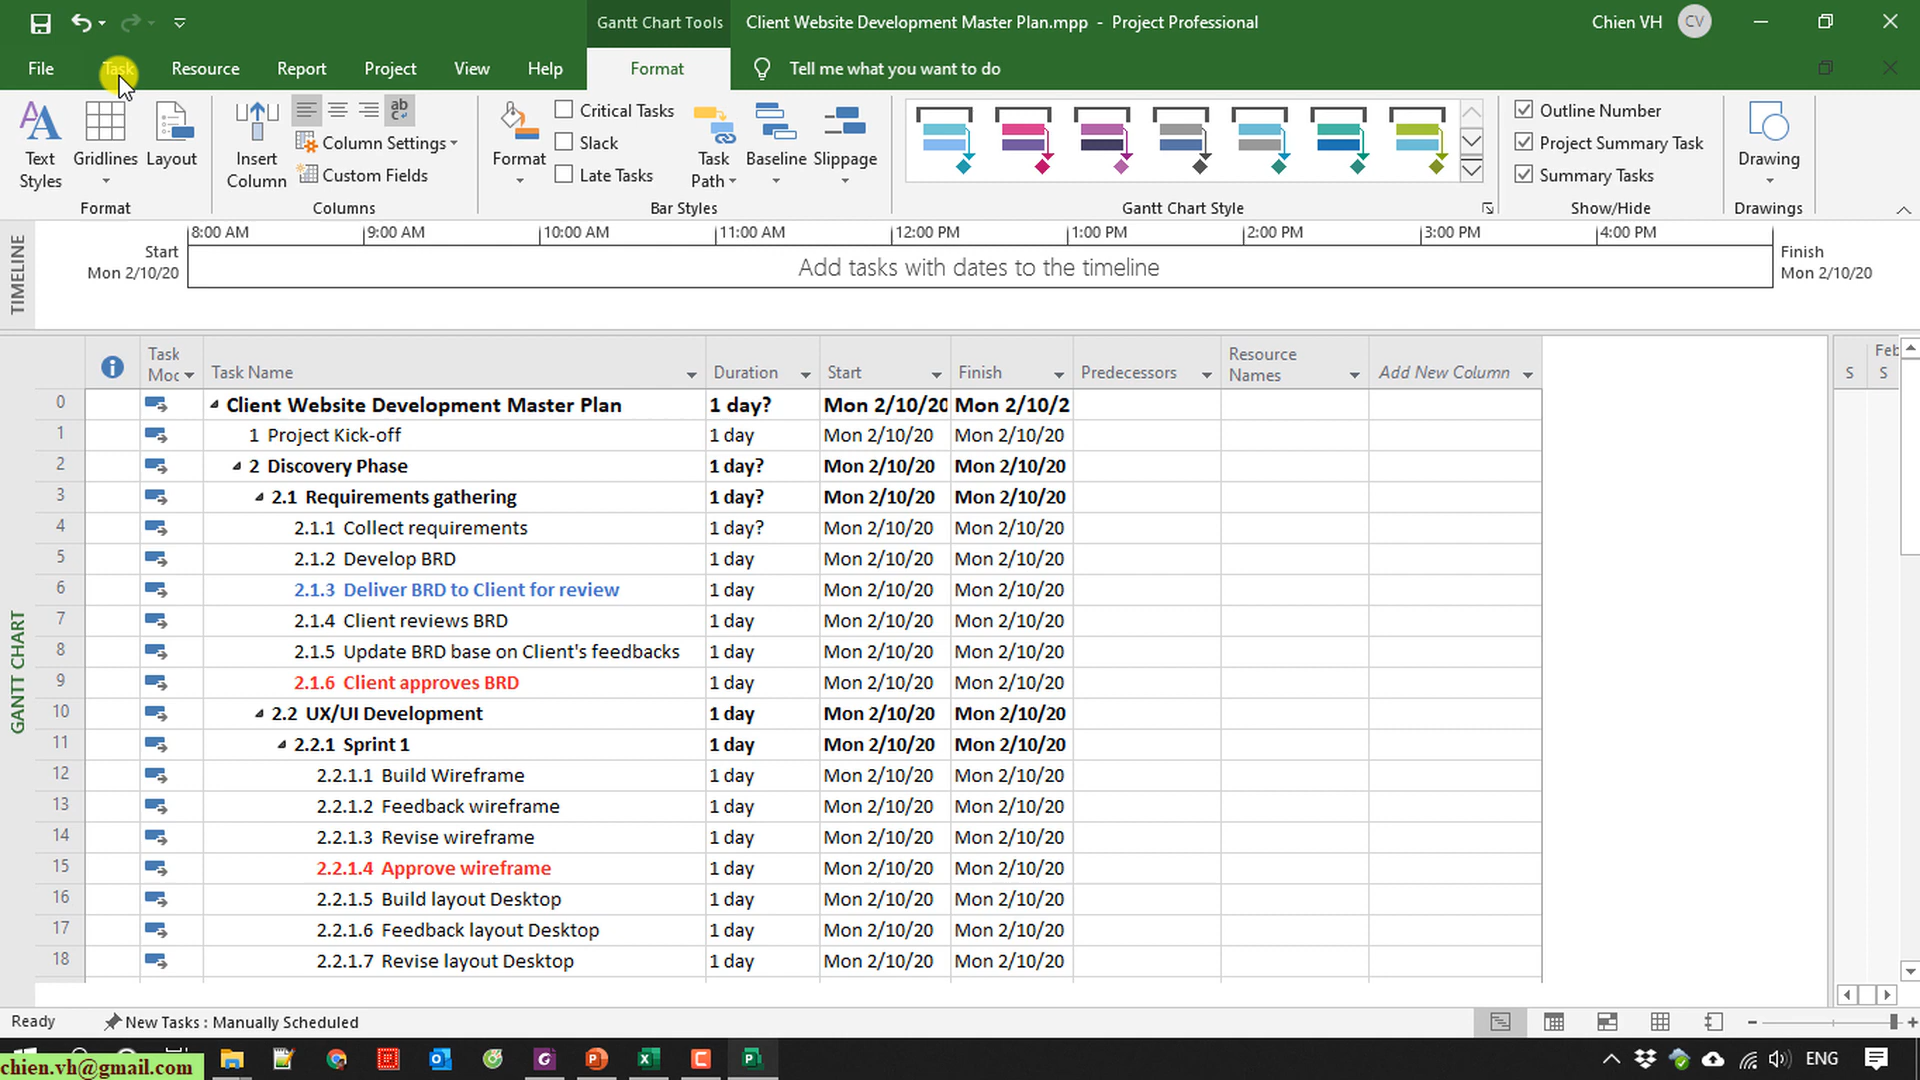 Gantt Chart Tools
Client Website Development Master Plan.mpp - Project Professional
Chien VH
CV
File
Task
Resource
Report
Project
View
Help
Format
Tell me what you want to do
Text Styles
Gridlines
Layout
Format
Insert Column
Column Settings
Custom Fields
Columns
Format
Critical Tasks
Slack
Late Tasks
Task Path
Baseline
Slippage
Bar Styles
Gantt Chart Style
Outline Number
Project Summary Task
Summary Tasks
Show/Hide
Drawing
Drawings
TIMELINE
Start
Mon 2/10/20
8:00 AM 9:00 AM 10:00 AM 11:00 AM 12:00 PM 1:00 PM 2:00 PM 3:00 PM 4:00 PM
Add tasks with dates to the timeline
Finish
Mon 2/10/20
GANTT CHART
Task Mod Task Name Duration Start Finish Predecessors Resource Names Add New Column
Feb
S S
0 Client Website Development Master Plan 1 day? Mon 2/10/20 Mon 2/10/2
1 1 Project Kick-off 1 day Mon 2/10/20 Mon 2/10/20
2 2 Discovery Phase 1 day? Mon 2/10/20 Mon 2/10/20
3 2.1 Requirements gathering 1 day? Mon 2/10/20 Mon 2/10/20
4 2.1.1 Collect requirements 1 day? Mon 2/10/20 Mon 2/10/20
5 2.1.2 Develop BRD 1 day Mon 2/10/20 Mon 2/10/20
6 2.1.3 Deliver BRD to Client for review 1 day Mon 2/10/20 Mon 2/10/20
7 2.1.4 Client reviews BRD 1 day Mon 2/10/20 Mon 2/10/20
8 2.1.5 Update BRD base on Client's feedbacks 1 day Mon 2/10/20 Mon 2/10/20
9 2.1.6 Client approves BRD 1 day Mon 2/10/20 Mon 2/10/20
10 2.2 UX/UI Development 1 day Mon 2/10/20 Mon 2/10/20
11 2.2.1 Sprint 1 1 day Mon 2/10/20 Mon 2/10/20
12 2.2.1.1 Build Wireframe 1 day Mon 2/10/20 Mon 2/10/20
13 2.2.1.2 Feedback wireframe 1 day Mon 2/10/20 Mon 2/10/20
14 2.2.1.3 Revise wireframe 1 day Mon 2/10/20 Mon 2/10/20
15 2.2.1.4 Approve wireframe 1 day Mon 2/10/20 Mon 2/10/20
16 2.2.1.5 Build layout Desktop 1 day Mon 2/10/20 Mon 2/10/20
17 2.2.1.6 Feedback layout Desktop 1 day Mon 2/10/20 Mon 2/10/20
18 2.2.1.7 Revise layout Desktop 1 day Mon 2/10/20 Mon 2/10/20
Ready
New Tasks : Manually Scheduled
chien.vh@gmail.com
ENG